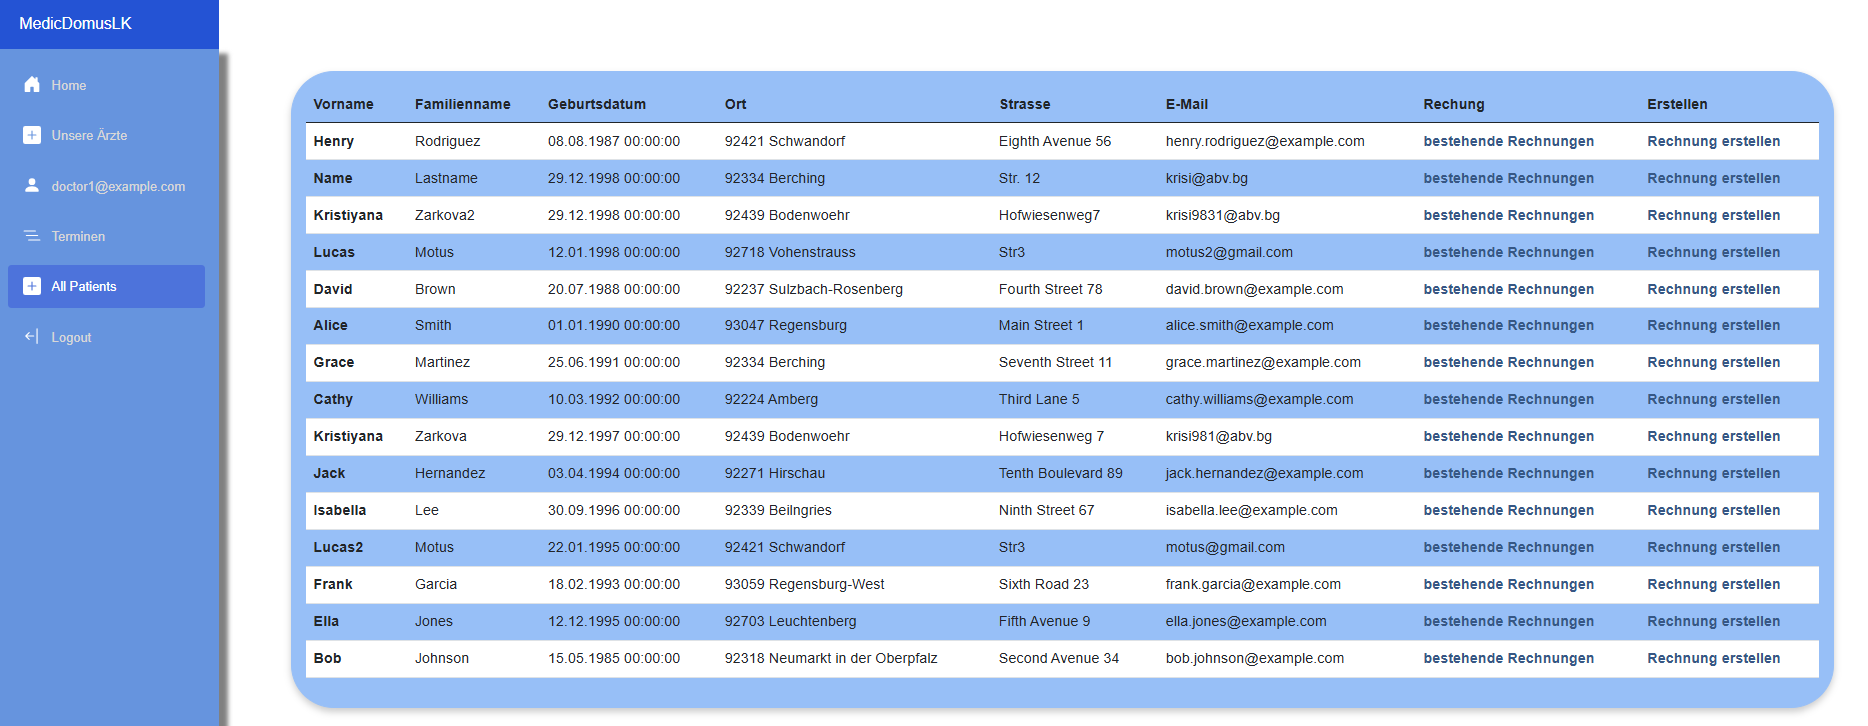 MedicDomusLK
Home
Unsere Ärzte
doctor1@example.com
Terminen
All Patients
Logout
Vorname Familienname Geburtsdatum Ort Strasse E-Mail Rechung Erstellen
Henry Rodriguez 08.08.1987 00:00:00 92421 Schwandorf Eighth Avenue 56 henry.rodriguez@example.com bestehende Rechnungen Rechnung erstellen
Name Lastname 29.12.1998 00:00:00 92334 Berching Str. 12 krisi@abv.bg bestehende Rechnungen Rechnung erstellen
Kristiyana Zarkova2 29.12.1998 00:00:00 92439 Bodenwoehr Hofwiesenweg7 krisi9831@abv.bg bestehende Rechnungen Rechnung erstellen
Lucas Motus 12.01.1998 00:00:00 92718 Vohenstrauss Str3 motus2@gmail.com bestehende Rechnungen Rechnung erstellen
David Brown 20.07.1988 00:00:00 92237 Sulzbach-Rosenberg Fourth Street 78 david.brown@example.com bestehende Rechnungen Rechnung erstellen
Alice Smith 01.01.1990 00:00:00 93047 Regensburg Main Street 1 alice.smith@example.com bestehende Rechnungen Rechnung erstellen
Grace Martinez 25.06.1991 00:00:00 92334 Berching Seventh Street 11 grace.martinez@example.com bestehende Rechnungen Rechnung erstellen
Cathy Williams 10.03.1992 00:00:00 92224 Amberg Third Lane 5 cathy.williams@example.com bestehende Rechnungen Rechnung erstellen
Kristiyana Zarkova 29.12.1997 00:00:00 92439 Bodenwoehr Hofwiesenweg 7 krisi981@abv.bg bestehende Rechnungen Rechnung erstellen
Jack Hernandez 03.04.1994 00:00:00 92271 Hirschau Tenth Boulevard 89 jack.hernandez@example.com bestehende Rechnungen Rechnung erstellen
Isabella Lee 30.09.1996 00:00:00 92339 Beilngries Ninth Street 67 isabella.lee@example.com bestehende Rechnungen Rechnung erstellen
Lucas2 Motus 22.01.1995 00:00:00 92421 Schwandorf Str3 motus@gmail.com bestehende Rechnungen Rechnung erstellen
Frank Garcia 18.02.1993 00:00:00 93059 Regensburg-West Sixth Road 23 frank.garcia@example.com bestehende Rechnungen Rechnung erstellen
Ella Jones 12.12.1995 00:00:00 92703 Leuchtenberg Fifth Avenue 9 ella.jones@example.com bestehende Rechnungen Rechnung erstellen
Bob Johnson 15.05.1985 00:00:00 92318 Neumarkt in der Oberpfalz Second Avenue 34 bob.johnson@example.com bestehende Rechnungen Rechnung erstellen